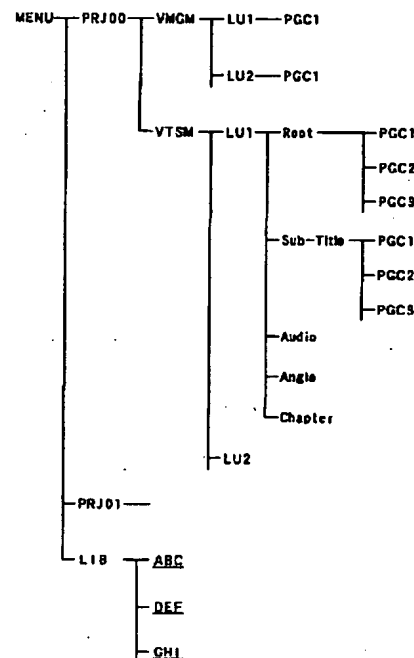 MENU PRJ00 VMGM LU1 PGC1
LU2 PGC1
VTSM LU1 Root PGC1
PGC2
PGC3
Sub-Title PGC1
PGC2
PGC3
Audio
Angle
Chapter
LU2
PRJ01
LIB ABC
DEF
GHI